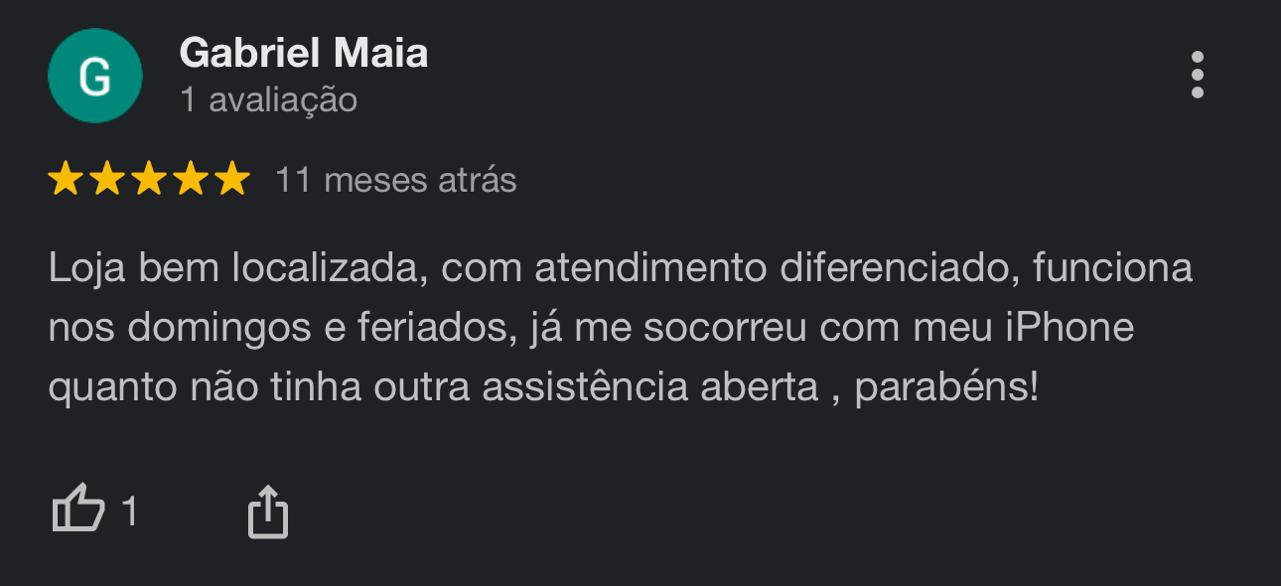 G
Gabriel Maia
1 avaliação
11 meses atrás
Loja bem localizada, com atendimento diferenciado, funciona
nos domingos e feriados, já me socorreu com meu iPhone
quanto não tinha outra assistência aberta , parabéns!
1